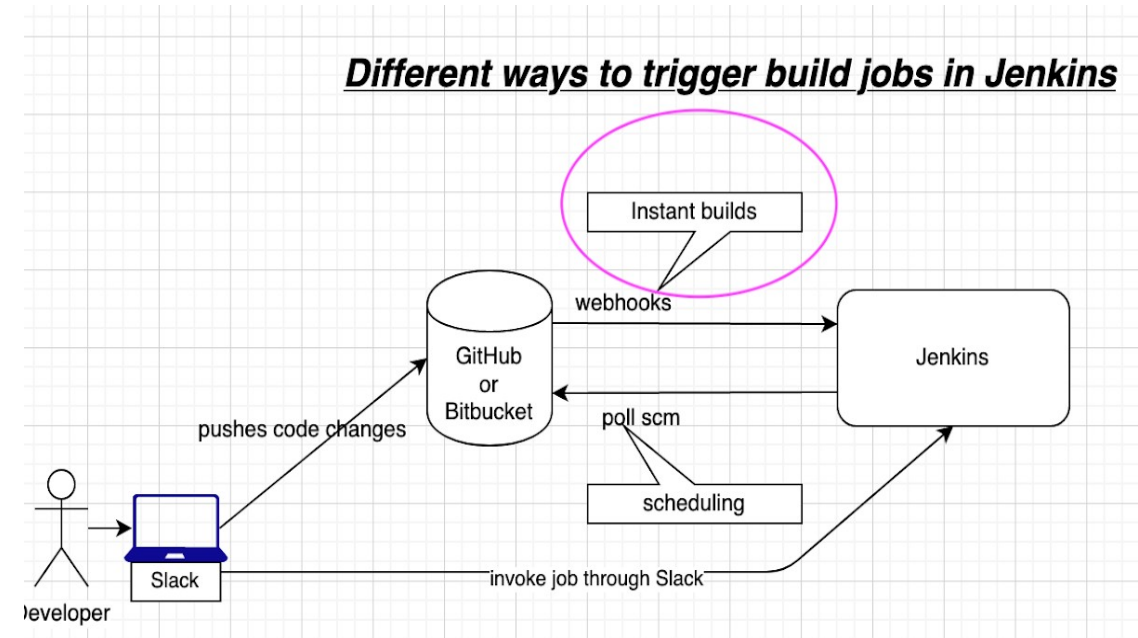 Different ways to trigger build jobs in Jenkins
Instant builds
webhooks
GitHub
or
Bitbucket
Jenkins
poll scm
pushes code changes
scheduling
Slack
invoke job through Slack
Developer